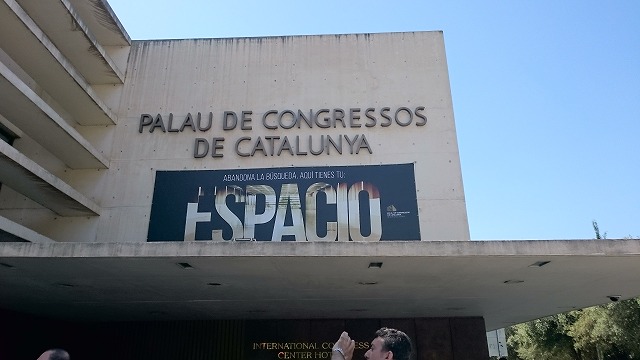 PALAU DE CONGRESSOS
DE CATALUNYA
ABANDONA LA BÚSQUEDA, AQUÍ TIENES TU:
ESPACIO
INTERNATIONAL CONGRESS
CENTER HOTEL